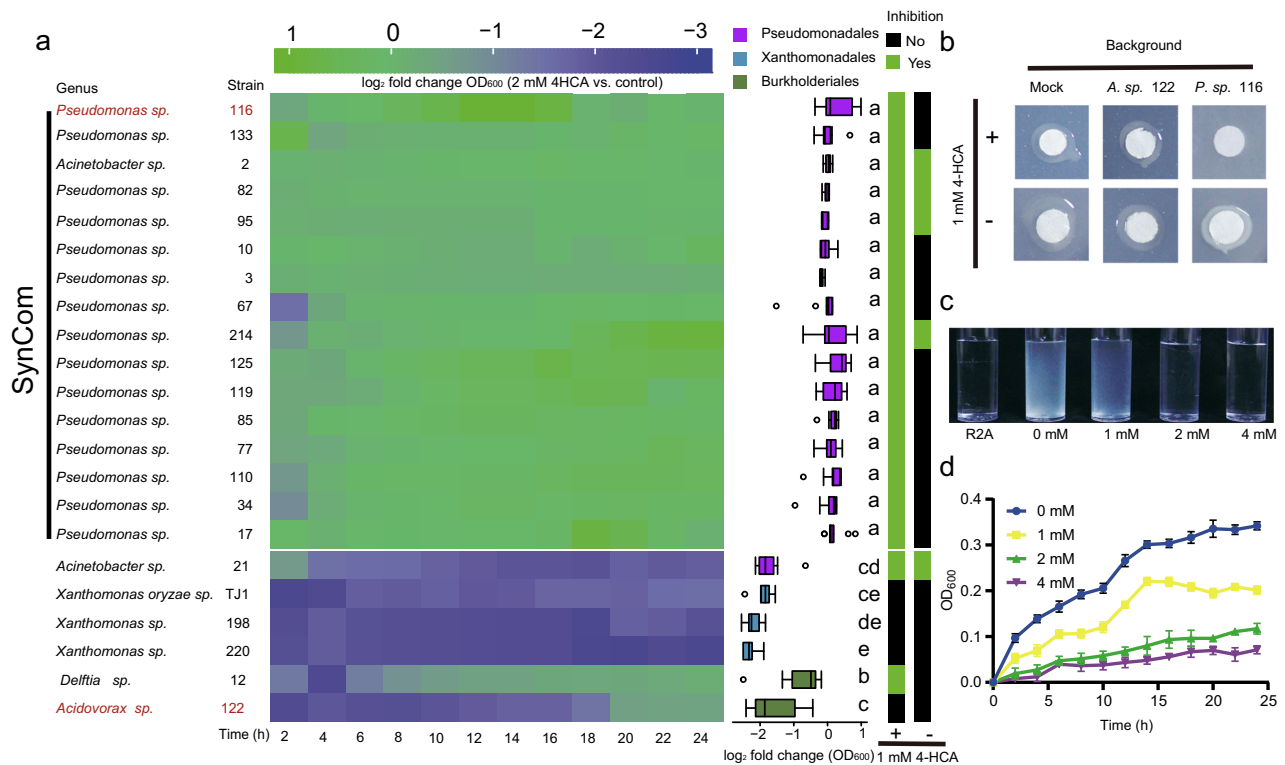 a
1 0 −1 −2 −3
log₂ fold change OD₆₀₀ (2 mM 4HCA vs. control)
Pseudomonadales
Xanthomonadales
Burkholderiales
Inhibition
No
Yes
Genus Strain
SynCom
Pseudomonas sp. 116 a
Pseudomonas sp. 133 a
Acinetobacter sp. 2 a
Pseudomonas sp. 82 a
Pseudomonas sp. 95 a
Pseudomonas sp. 10 a
Pseudomonas sp. 3 a
Pseudomonas sp. 67 a
Pseudomonas sp. 214 a
Pseudomonas sp. 125 a
Pseudomonas sp. 119 a
Pseudomonas sp. 85 a
Pseudomonas sp. 77 a
Pseudomonas sp. 110 a
Pseudomonas sp. 34 a
Pseudomonas sp. 17 a
Acinetobacter sp. 21 cd
Xanthomonas oryzae sp. TJ1 ce
Xanthomonas sp. 198 de
Xanthomonas sp. 220 e
Delftia sp. 12 b
Acidovorax sp. 122 c
Time (h) 2 4 6 8 10 12 14 16 18 20 22 24
−2 −1 0 1
log₂ fold change (OD₆₀₀)
+ -
1 mM 4-HCA
b
Background
Mock A. sp. 122 P. sp. 116
1 mM 4-HCA
+
-
c
R2A 0 mM 1 mM 2 mM 4 mM
d
0 mM
1 mM
2 mM
4 mM
OD₆₀₀
0.4
0.3
0.2
0.1
0.0
0 5 10 15 20 25
Time (h)